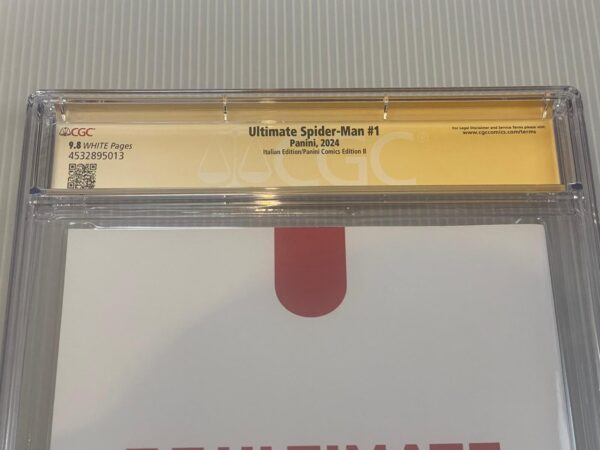 CGC
9.8 WHITE Pages
4532895013
Ultimate Spider-Man #1
Panini, 2024
Italian Edition/Panini Comics Edition B
For Legal Disclaimer and Service Terms please visit:
www.cgccomics.com/terms
CGC
ULTIMATE